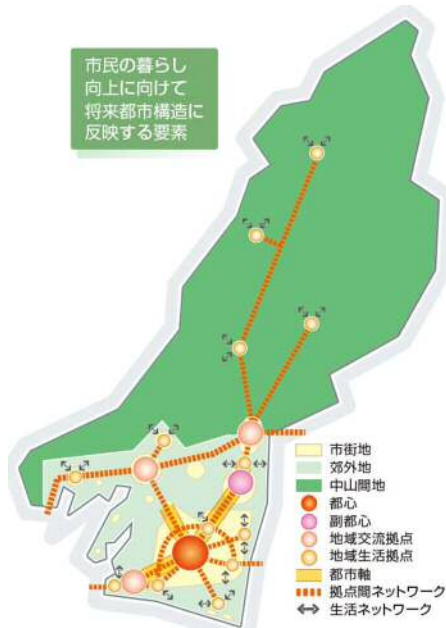 市民の暮らし
向上に向けて
将来都市構造に
反映する要素
市街地
郊外地
中山間地
都心
副都心
地域交流拠点
地域生活拠点
都市軸
拠点間ネットワーク
生活ネットワーク